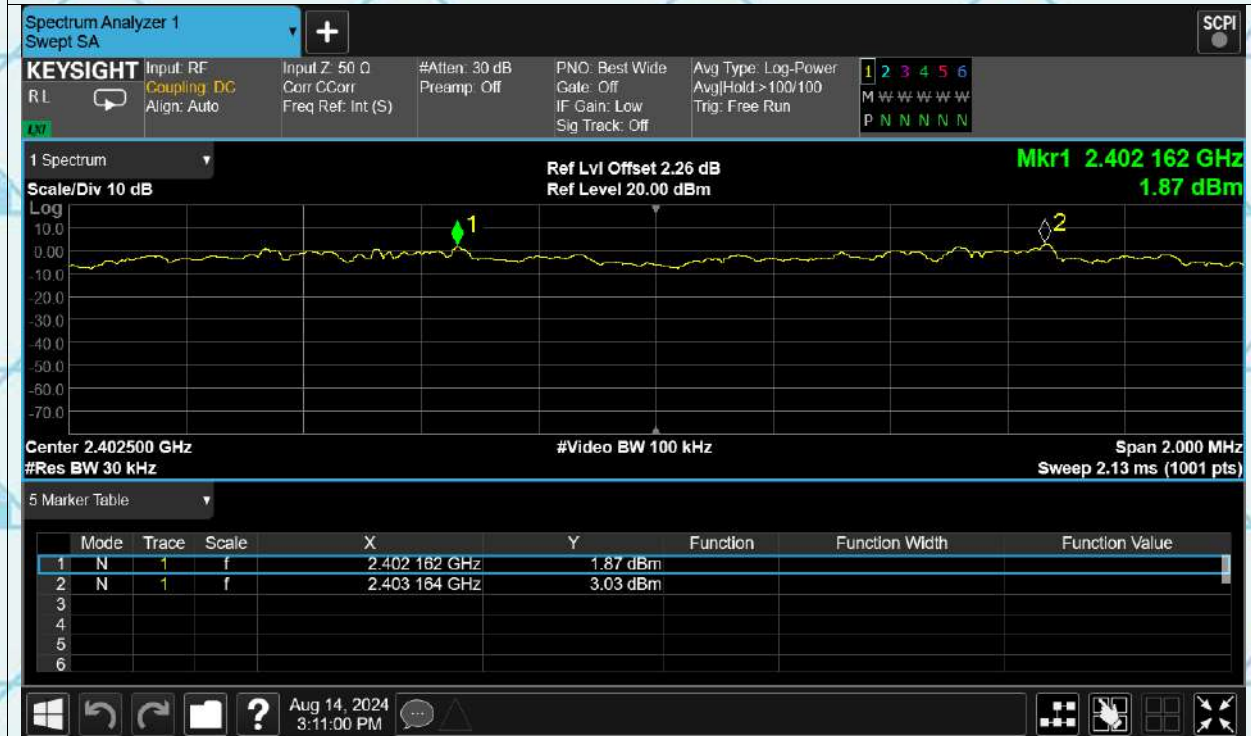 Spectrum Analyzer 1
Swept SA
+
SCPI
KEYSIGHT
RL
LXI
Input: RF
Coupling: DC
Align: Auto
Input Z: 50 Ω
Corr CCorr
Freq Ref: Int (S)
#Atten: 30 dB
Preamp: Off
PNO: Best Wide
Gate: Off
IF Gain: Low
Sig Track: Off
Avg Type: Log-Power
Avg|Hold:>100/100
Trig: Free Run
1 2 3 4 5 6
M W W W W W
P N N N N N
1 Spectrum
Scale/Div 10 dB
Ref Lvl Offset 2.26 dB
Ref Level 20.00 dBm
Mkr1 2.402 162 GHz
1.87 dBm
Log
10.0
0.00
-10.0
-20.0
-30.0
-40.0
-50.0
-60.0
-70.0
1
2
Center 2.402500 GHz
#Res BW 30 kHz
#Video BW 100 kHz
Span 2.000 MHz
Sweep 2.13 ms (1001 pts)
5 Marker Table
Mode Trace Scale X Y Function Function Width Function Value
1 N 1 f 2.402 162 GHz 1.87 dBm
2 N 1 f 2.403 164 GHz 3.03 dBm
3
4
5
6
?
Aug 14, 2024
3:11:00 PM